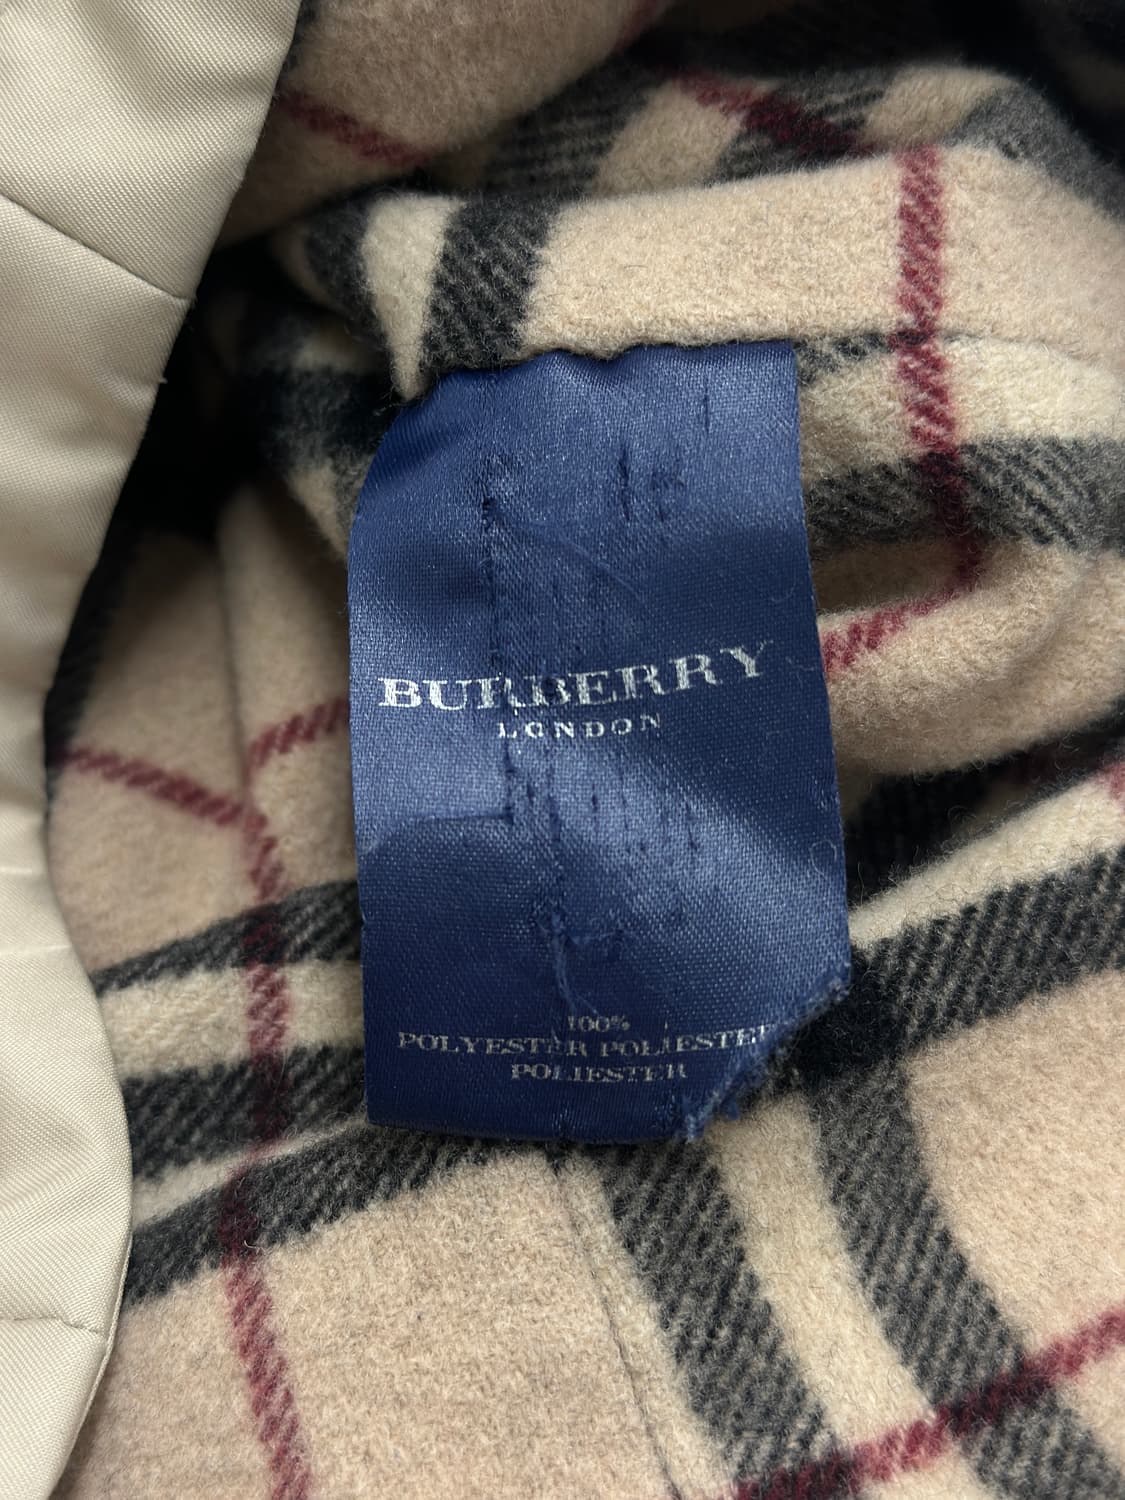 BURBERRY
LONDON
100%
POLYESTER POLIESTER
POLIESTER